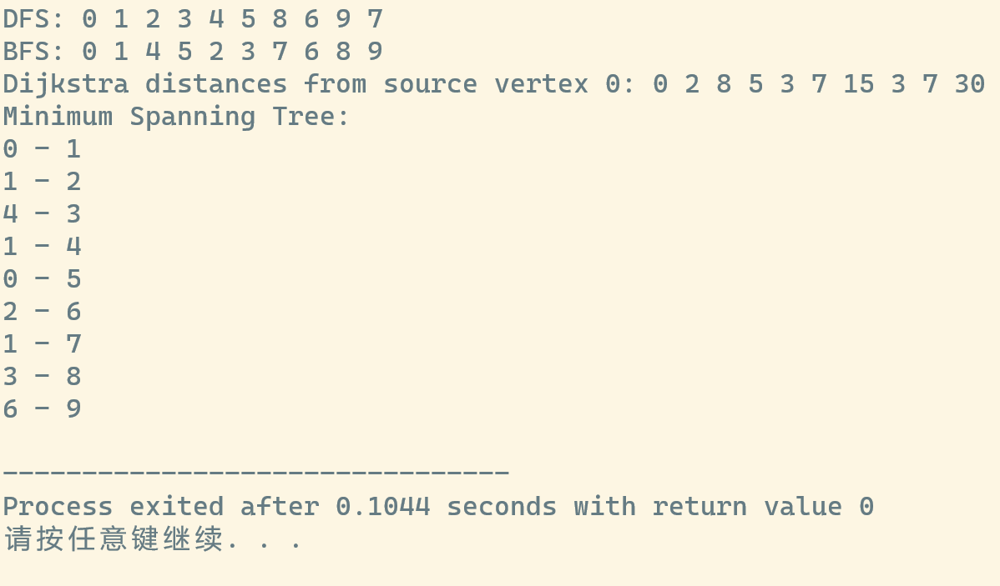 DFS: 0 1 2 3 4 5 8 6 9 7
BFS: 0 1 4 5 2 3 7 6 8 9
Dijkstra distances from source vertex 0: 0 2 8 5 3 7 15 3 7 30
Minimum Spanning Tree:
0 - 1
1 - 2
4 - 3
1 - 4
0 - 5
2 - 6
1 - 7
3 - 8
6 - 9
--------------------------------
Process exited after 0.1044 seconds with return value 0
请按任意键继续. . .